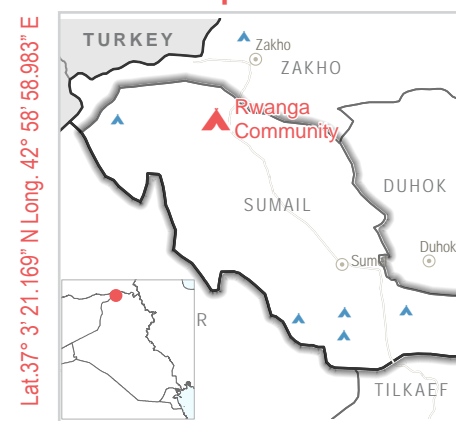 Lat.37° 3’ 21.169” N Long. 42° 58’ 58.983” E
TURKEY
Zakho
ZAKHO
Rwanga
Community
DUHOK
SUMAIL
Duhok
Sum
R
TILKAEF